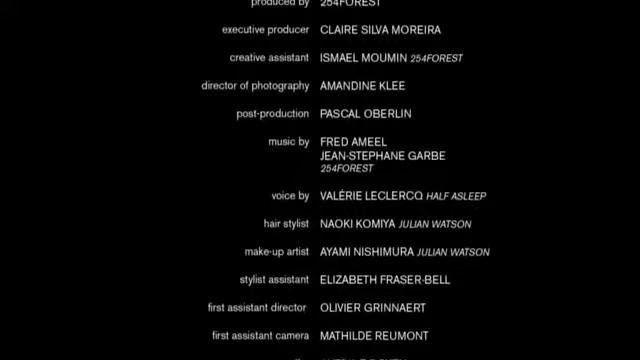 produced by 254FOREST
executive producer CLAIRE SILVA MOREIRA
creative assistant ISMAEL MOUMIN 254FOREST
director of photography AMANDINE KLEE
post-production PASCAL OBERLIN
music by FRED AMEEL
JEAN-STEPHANE GARBE
254FOREST
voice by VALÉRIE LECLERCQ HALF ASLEEP
hair stylist NAOKI KOMIYA JULIAN WATSON
make-up artist AYAMI NISHIMURA JULIAN WATSON
stylist assistant ELIZABETH FRASER-BELL
first assistant director OLIVIER GRINNAERT
first assistant camera MATHILDE REUMONT